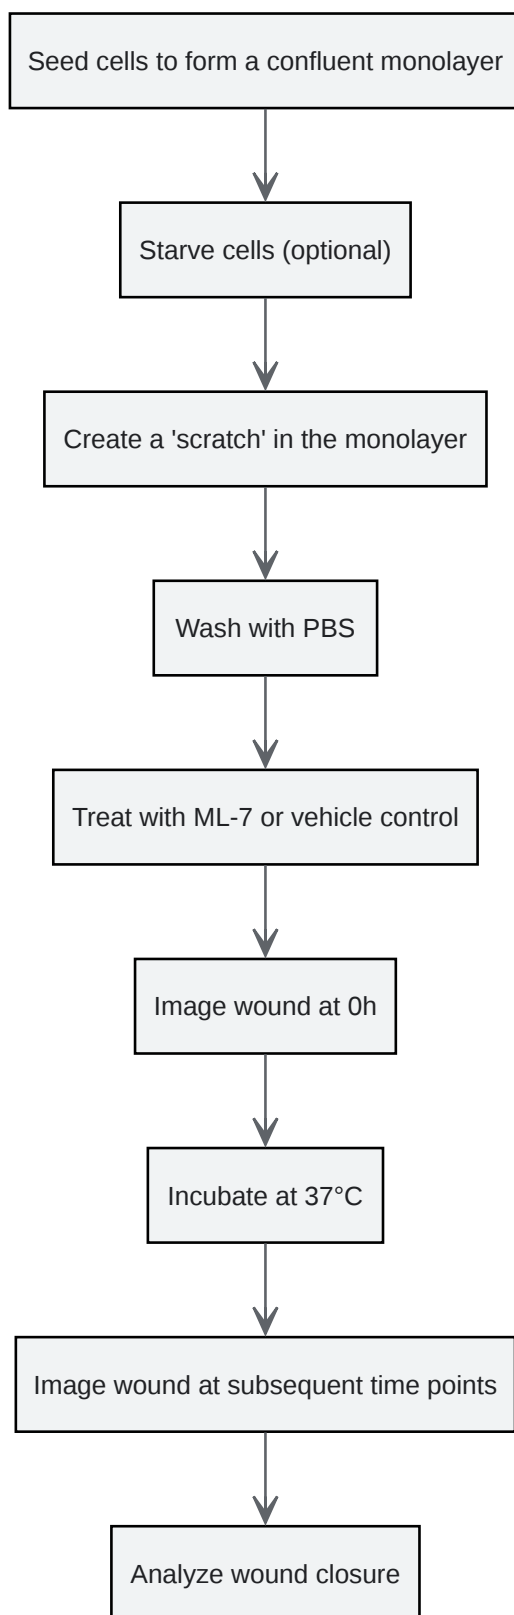 Seed cells to form a confluent monolayer
Starve cells (optional)
Create a 'scratch' in the monolayer
Wash with PBS
Treat with ML-7 or vehicle control
Image wound at 0h
Incubate at 37°C
Image wound at subsequent time points
Analyze wound closure